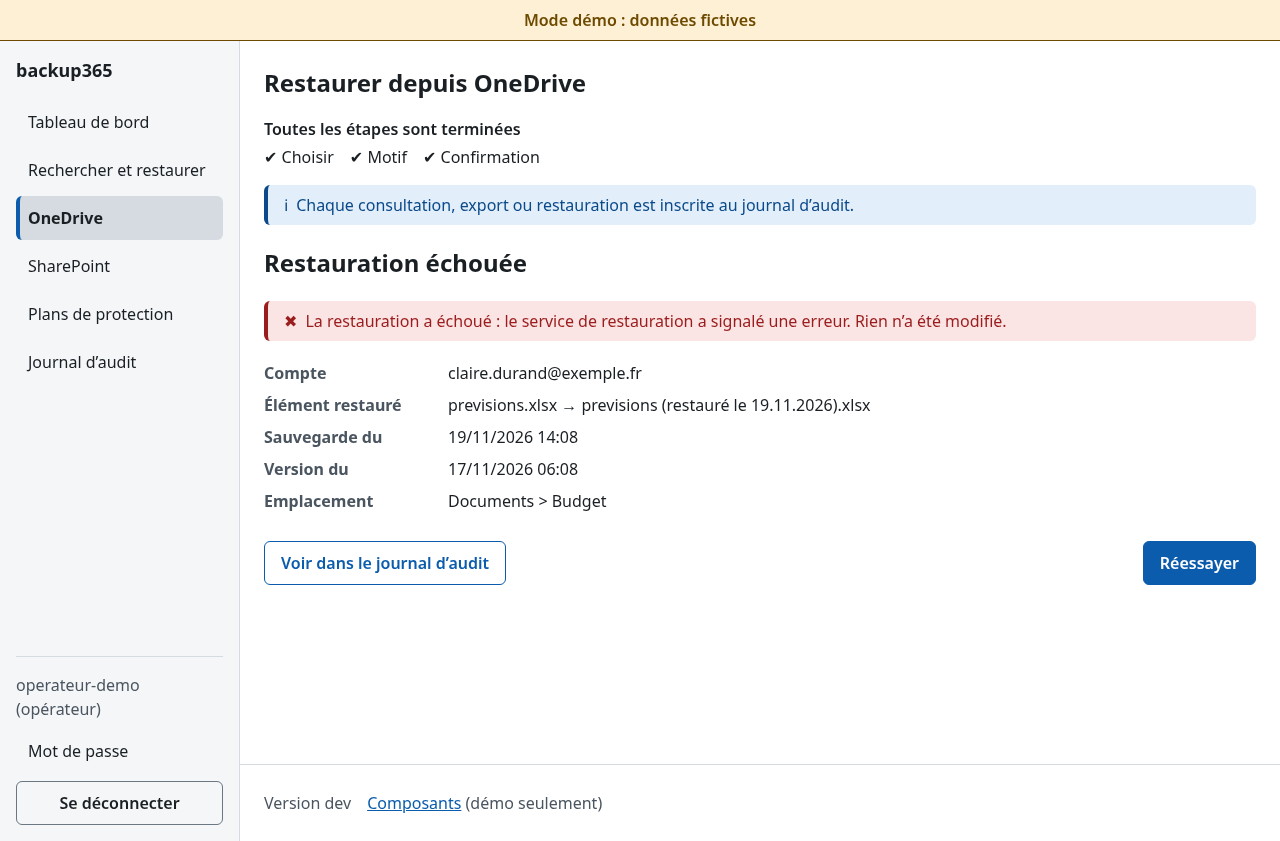 Mode démo : données fictives
backup365
Tableau de bord
Rechercher et restaurer
OneDrive
SharePoint
Plans de protection
Journal d’audit
operateur-demo
(opérateur)
Mot de passe
Se déconnecter
Restaurer depuis OneDrive
Toutes les étapes sont terminées
✔ Choisir ✔ Motif ✔ Confirmation
i Chaque consultation, export ou restauration est inscrite au journal d’audit.
Restauration échouée
✖ La restauration a échoué : le service de restauration a signalé une erreur. Rien n’a été modifié.
Compte claire.durand@exemple.fr
Élément restauré previsions.xlsx → previsions (restauré le 19.11.2026).xlsx
Sauvegarde du 19/11/2026 14:08
Version du 17/11/2026 06:08
Emplacement Documents > Budget
Voir dans le journal d’audit Réessayer
Version dev Composants (démo seulement)